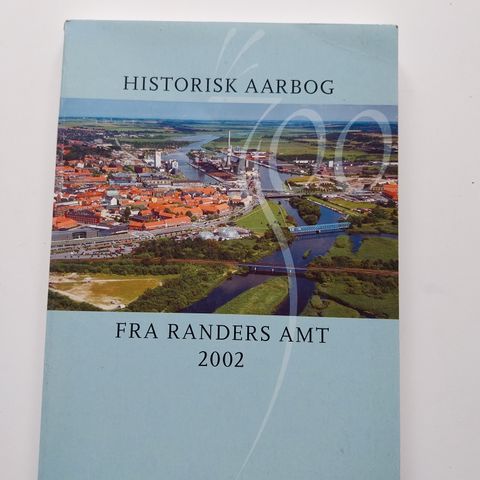 HISTORISK AARBOG
FRA RANDERS AMT
2002